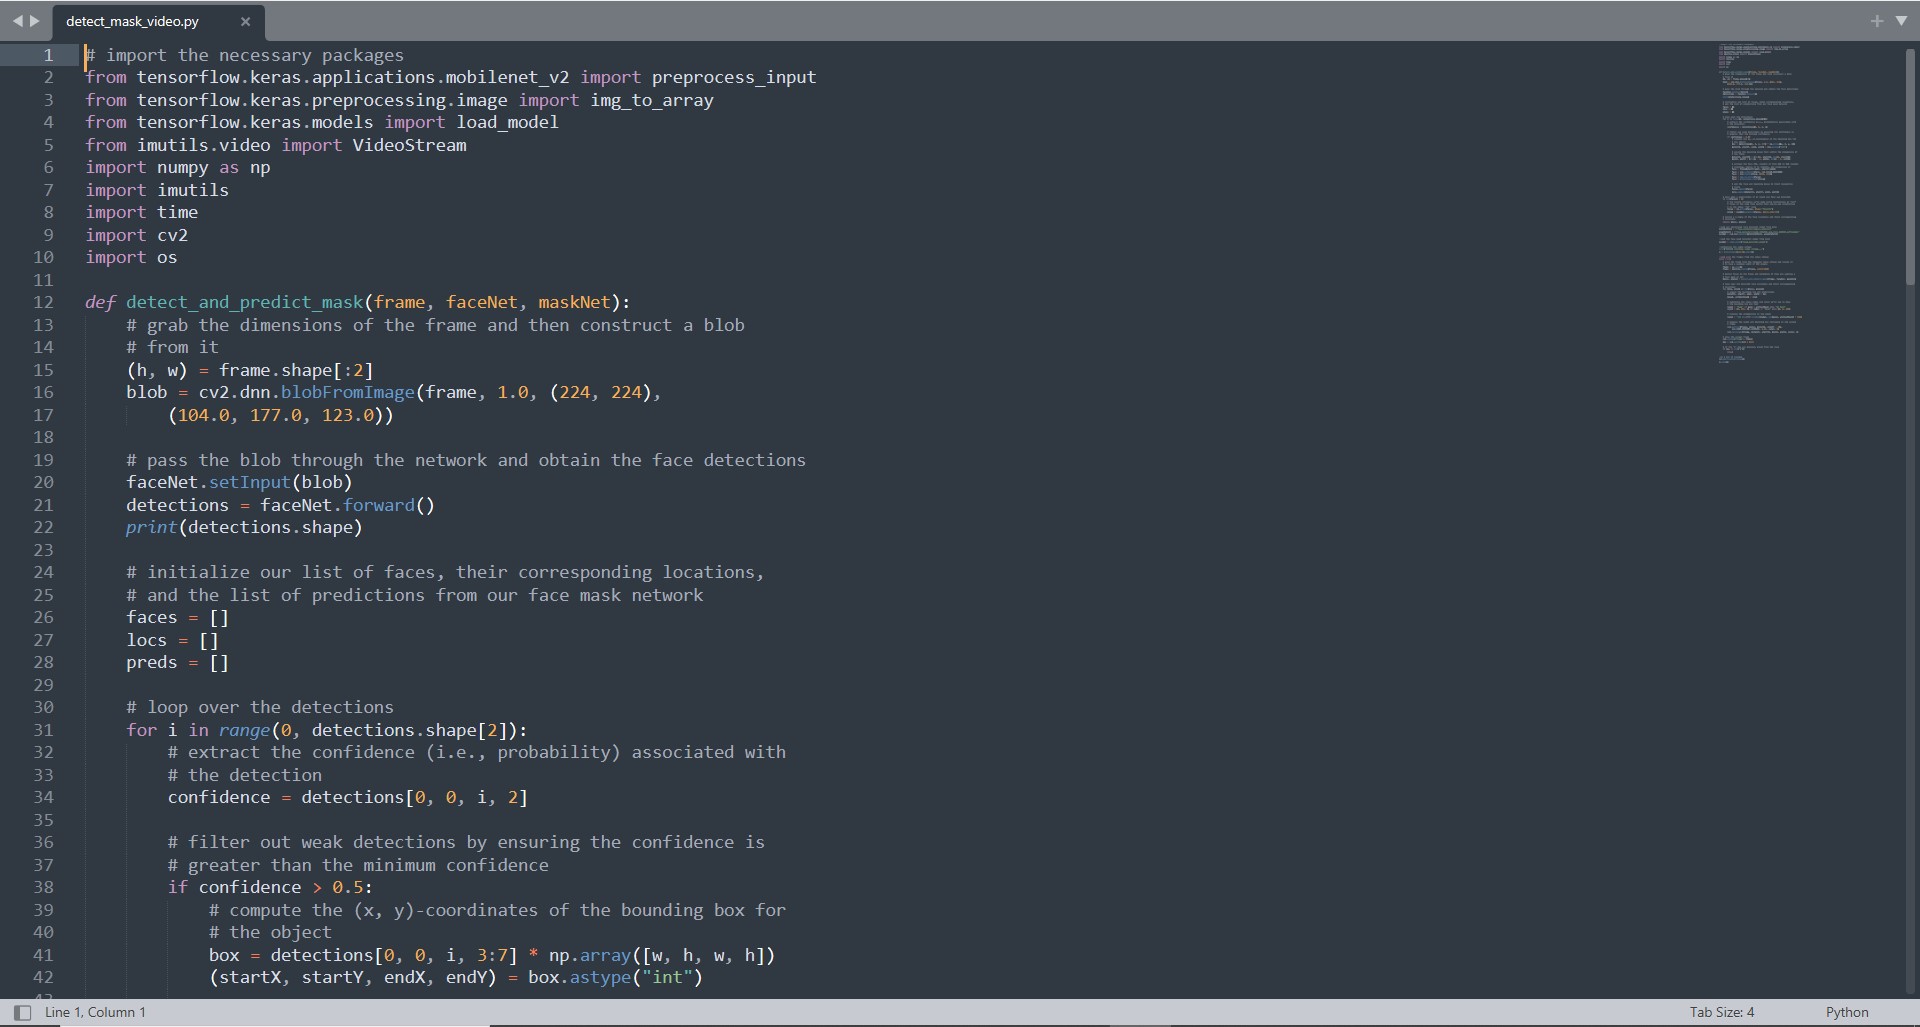 detect_mask_video.py
1 # import the necessary packages
2 from tensorflow.keras.applications.mobilenet_v2 import preprocess_input
3 from tensorflow.keras.preprocessing.image import img_to_array
4 from tensorflow.keras.models import load_model
5 from imutils.video import VideoStream
6 import numpy as np
7 import imutils
8 import time
9 import cv2
10 import os
11
12 def detect_and_predict_mask(frame, faceNet, maskNet):
13     # grab the dimensions of the frame and then construct a blob
14     # from it
15     (h, w) = frame.shape[:2]
16     blob = cv2.dnn.blobFromImage(frame, 1.0, (224, 224),
17         (104.0, 177.0, 123.0))
18
19     # pass the blob through the network and obtain the face detections
20     faceNet.setInput(blob)
21     detections = faceNet.forward()
22     print(detections.shape)
23
24     # initialize our list of faces, their corresponding locations,
25     # and the list of predictions from our face mask network
26     faces = []
27     locs = []
28     preds = []
29
30     # loop over the detections
31     for i in range(0, detections.shape[2]):
32         # extract the confidence (i.e., probability) associated with
33         # the detection
34         confidence = detections[0, 0, i, 2]
35
36         # filter out weak detections by ensuring the confidence is
37         # greater than the minimum confidence
38         if confidence > 0.5:
39             # compute the (x, y)-coordinates of the bounding box for
40             # the object
41             box = detections[0, 0, i, 3:7] * np.array([w, h, w, h])
42             (startX, startY, endX, endY) = box.astype("int")
Line 1, Column 1
Tab Size: 4
Python